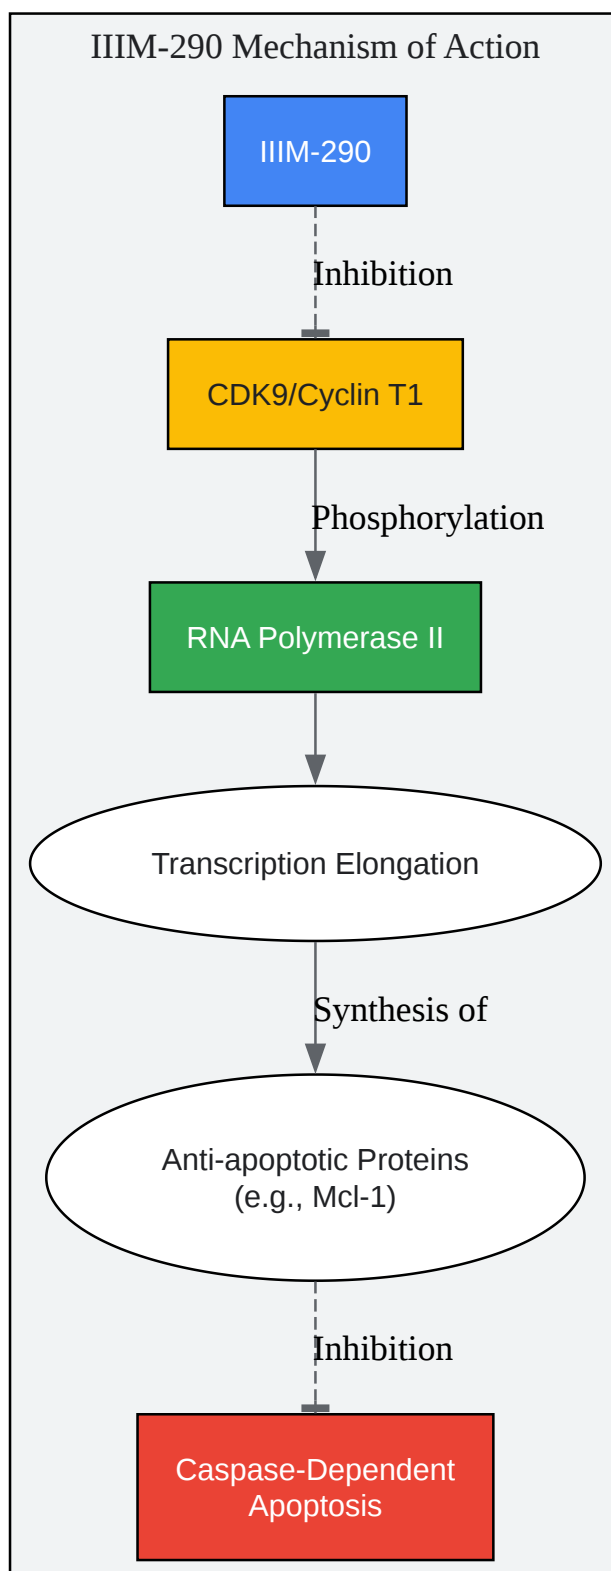 IIIM-290 Mechanism of Action
IIIM-290
Inhibition
CDK9/Cyclin T1
Phosphorylation
RNA Polymerase II
Transcription Elongation
Synthesis of
Anti-apoptotic Proteins
(e.g., Mcl-1)
Inhibition
Caspase-Dependent
Apoptosis